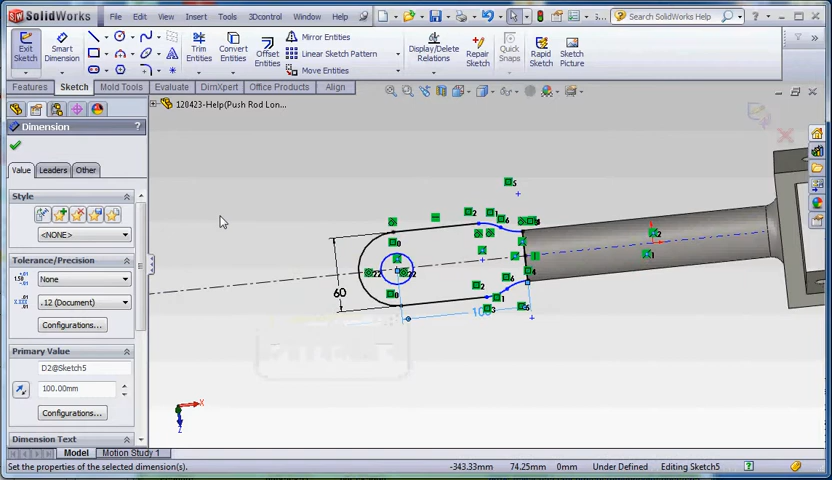 SolidWorks File Edit View Insert Tools 3Dcontrol Window Help Search SolidWorks Help
Exit Sketch
Smart Dimension
Trim Entities
Convert Entities
Offset Entities
Mirror Entities
Linear Sketch Pattern
Move Entities
Display/Delete Relations
Quick Snaps
Repair Sketch
Rapid Sketch
Sketch Picture
Features Sketch Evaluate DimXpert Office Products Mold Tools Align
120423-Help(Push Rod Lon...
Dimension
Value Leaders Other
Style
<NONE>
Tolerance/Precision
None
.12 (Document)
Configurations...
Primary Value
D2@Sketch5
100.00mm
Configurations...
Dimension Text
60
Model Motion Study 1
Set the properties of the selected dimension(s).
-343.33mm 74.25mm 0mm Under Defined Editing Sketch5